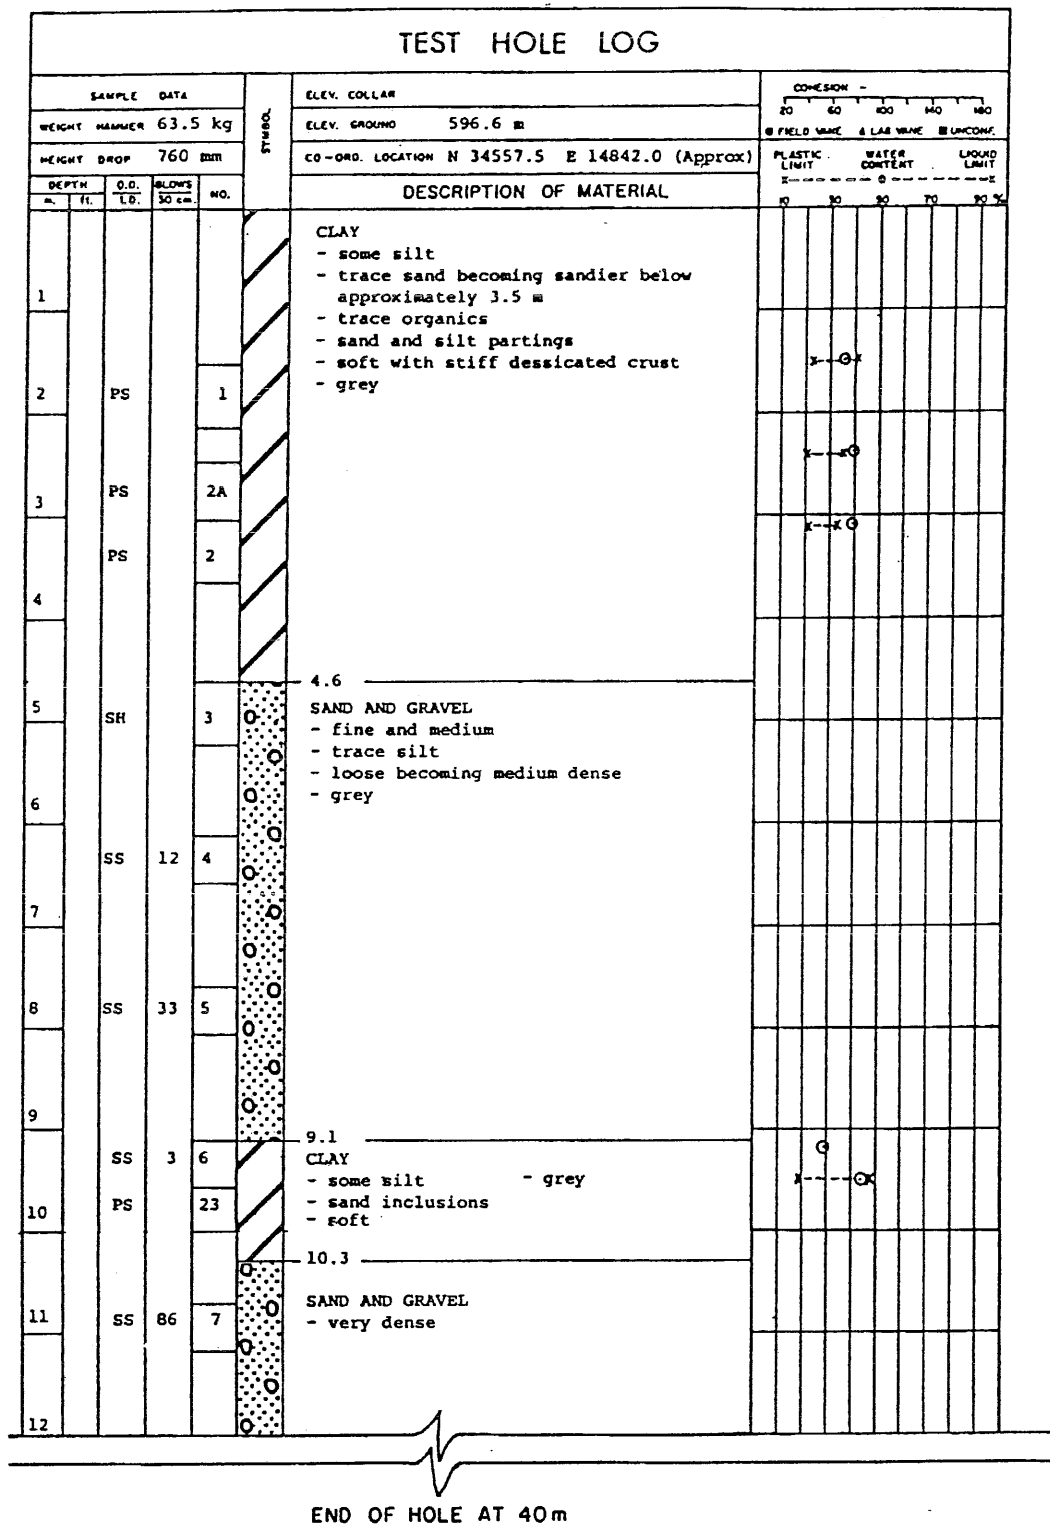 TEST HOLE LOG
SAMPLE DATA
WEIGHT HAMMER 63.5 kg
HEIGHT DROP 760 mm
DEPTH
m. ft.
O.D.
I.D.
BLOWS
30 cm.
NO.
SYMBOL
ELEV. COLLAR
ELEV. GROUND 596.6 m
CO-ORD. LOCATION N 34557.5 E 14842.0 (Approx)
DESCRIPTION OF MATERIAL
COHESION -
20 60 100 140 180
FIELD VANE LAB VANE UNCONF.
PLASTIC LIMIT WATER CONTENT LIQUID LIMIT
x - - - - - o - - - - - x
10 30 50 70 90 %
CLAY
- some silt
- trace sand becoming sandier below
approximately 3.5 m
- trace organics
- sand and silt partings
- soft with stiff dessicated crust
- grey
1
2 PS 1
3 PS 2A
PS 2
4
4.6
5 SH 3
SAND AND GRAVEL
- fine and medium
- trace silt
- loose becoming medium dense
- grey
6
SS 12 4
7
8 SS 33 5
9
9.1
SS 3 6
CLAY
- some silt - grey
- sand inclusions
- soft
10 PS 23
10.3
SAND AND GRAVEL
- very dense
11 SS 86 7
12
END OF HOLE AT 40m